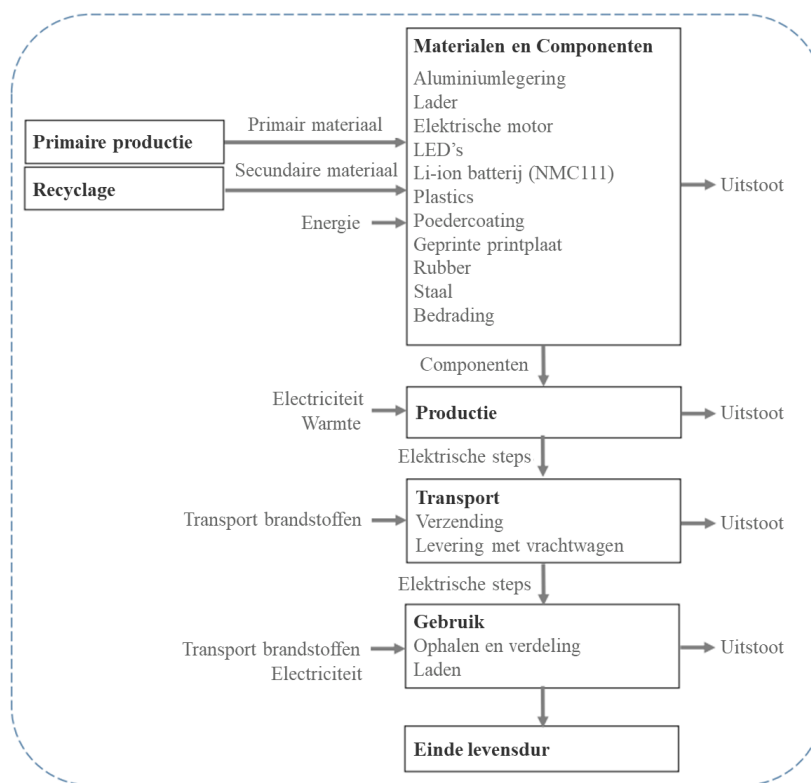 Materialen en Componenten
Aluminiumlegering
Lader
Elektrische motor
LED's
Li-ion batterij (NMC111)
Plastics
Poedercoating
Geprinte printplaat
Rubber
Staal
Bedrading
Primaire productie
Primair materiaal
Recyclage
Secundaire materiaal
Energie
Uitstoot
Componenten
Electriciteit
Warmte
Productie
Uitstoot
Elektrische steps
Transport brandstoffen
Transport
Verzending
Levering met vrachtwagen
Uitstoot
Elektrische steps
Transport brandstoffen
Electriciteit
Gebruik
Ophalen en verdeling
Laden
Uitstoot
Einde levensdur